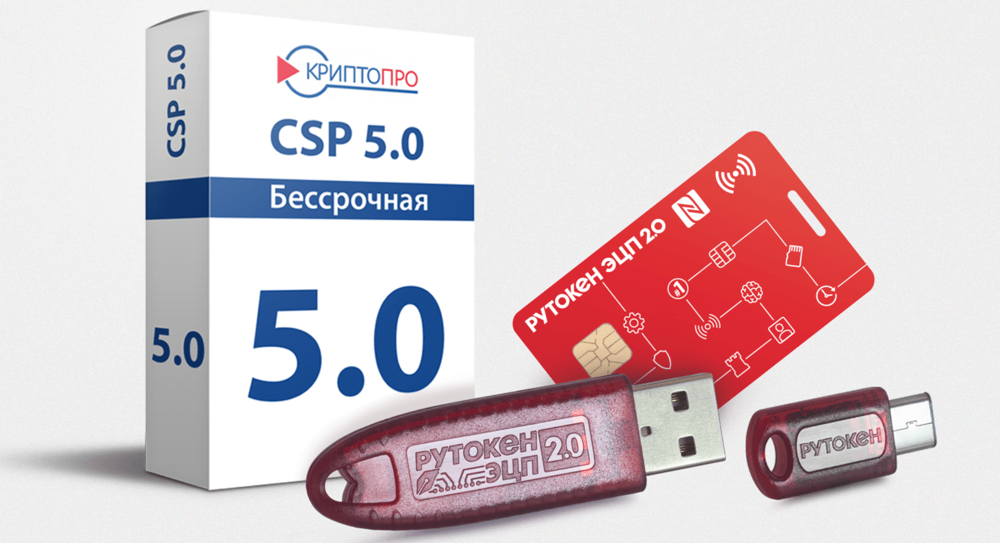 CSP 5.0
5.0
КРИПТОПРО
CSP 5.0
Бессрочная
5.0
РУТОКЕН ЭЦП 2.0
#1
РУТОКЕН
ЭЦП 2.0
РУТОКЕН